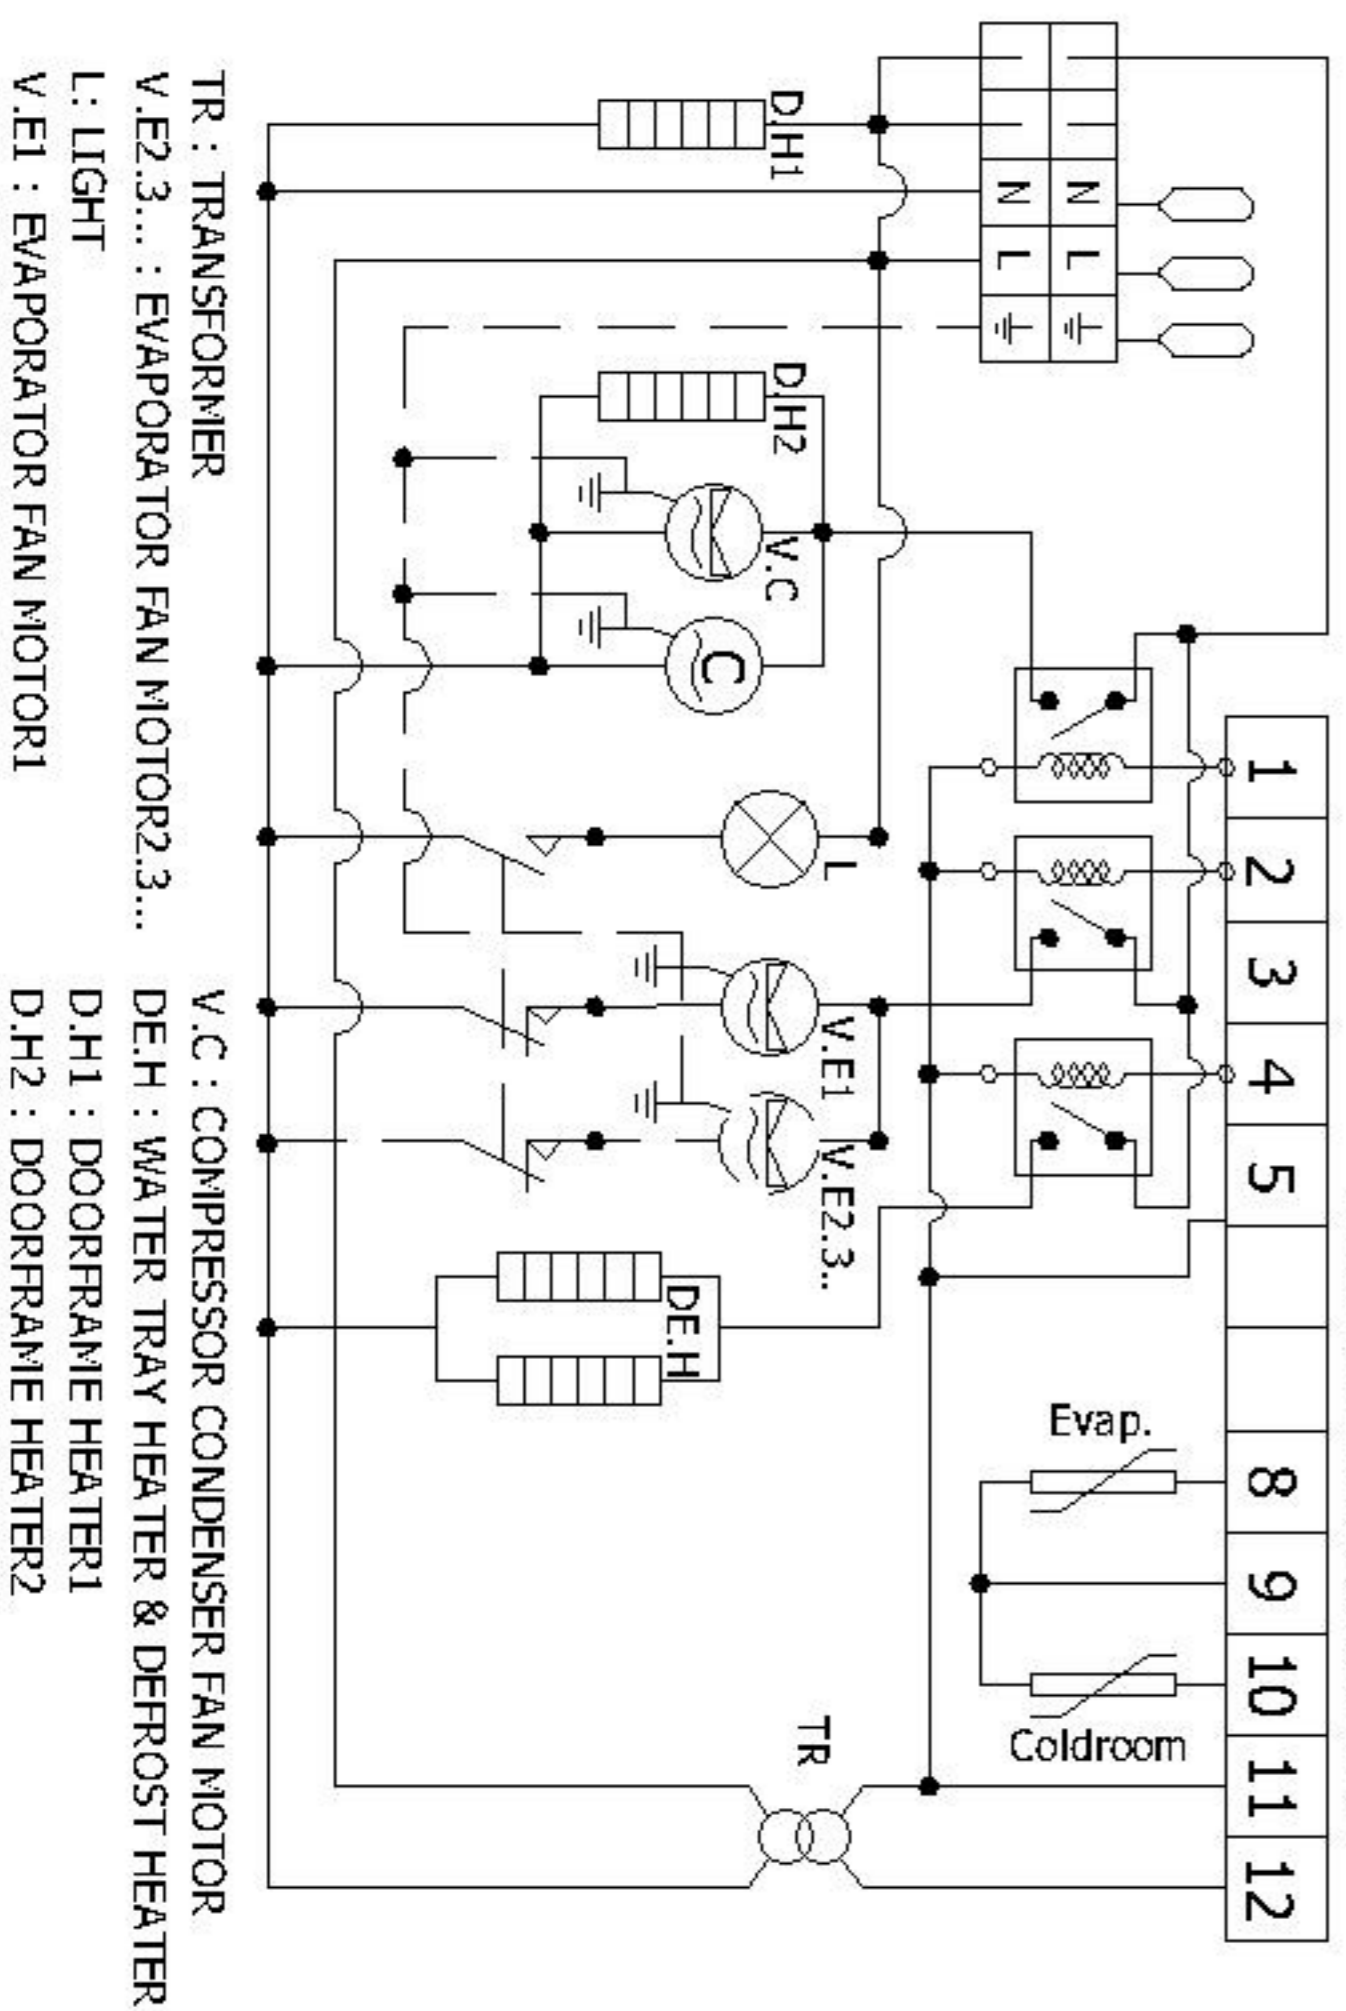 1 2 3 4 5 8 9 10 11 12
Evap.
Coldroom
N L
N L
TR
D.H1
D.H2
V.C
C
L
V.E1
V.E2.3..
DE.H
TR : TRANSFORMER
V.E2.3... : EVAPORATOR FAN MOTOR2.3...
L: LIGHT
V.E1 : EVAPORATOR FAN MOTOR1
V.C : COMPRESSOR CONDENSER FAN MOTOR
DE.H : WATER TRAY HEATER & DEFROST HEATER
D.H1 : DOORFRAME HEATER1
D.H2 : DOORFRAME HEATER2